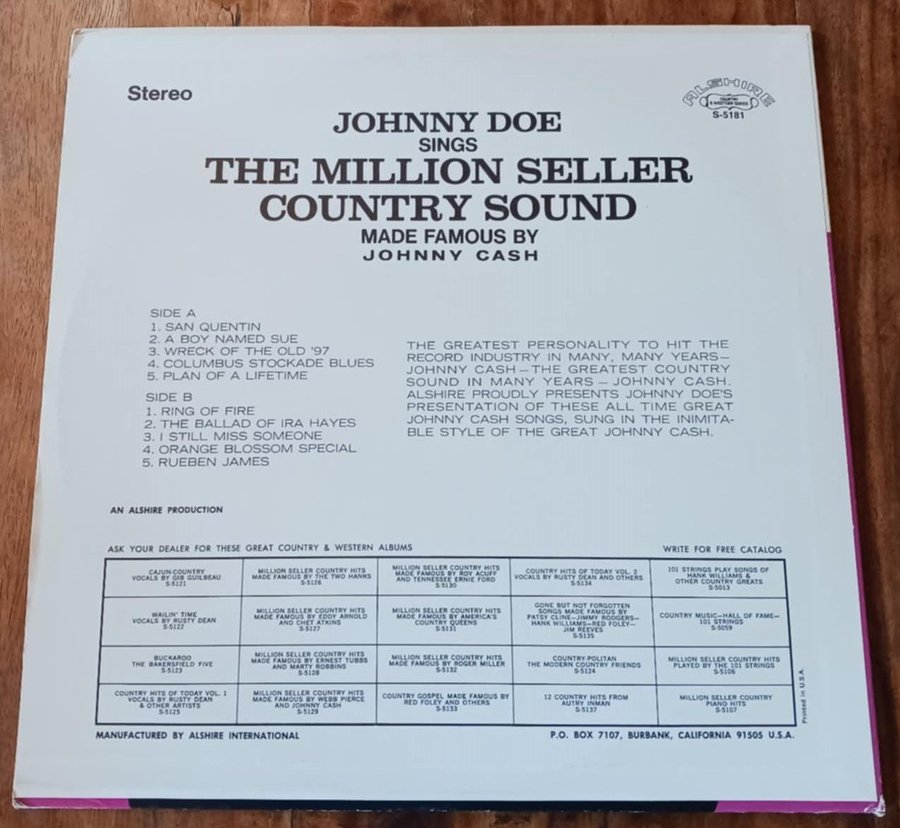 Stereo
ALSHIRE
COUNTRY
& WESTERN SERIES
S-5181
JOHNNY DOE
SINGS
THE MILLION SELLER
COUNTRY SOUND
MADE FAMOUS BY
JOHNNY CASH
SIDE A
1. SAN QUENTIN
2. A BOY NAMED SUE
3. WRECK OF THE OLD '97
4. COLUMBUS STOCKADE BLUES
5. PLAN OF A LIFETIME
SIDE B
1. RING OF FIRE
2. THE BALLAD OF IRA HAYES
3. I STILL MISS SOMEONE
4. ORANGE BLOSSOM SPECIAL
5. RUEBEN JAMES
THE GREATEST PERSONALITY TO HIT THE
RECORD INDUSTRY IN MANY, MANY YEARS—
JOHNNY CASH—THE GREATEST COUNTRY
SOUND IN MANY YEARS — JOHNNY CASH.
ALSHIRE PROUDLY PRESENTS JOHNNY DOE'S
PRESENTATION OF THESE ALL TIME GREAT
JOHNNY CASH SONGS, SUNG IN THE INIMITA-
BLE STYLE OF THE GREAT JOHNNY CASH.
AN ALSHIRE PRODUCTION
ASK YOUR DEALER FOR THESE GREAT COUNTRY & WESTERN ALBUMS
WRITE FOR FREE CATALOG
CAJUN-COUNTRY
VOCALS BY GIB GUILBEAU
S-5121
MILLION SELLER COUNTRY HITS
MADE FAMOUS BY THE TWO HANKS
S-5126
MILLION SELLER COUNTRY HITS
MADE FAMOUS BY ROY ACUFF
AND TENNESSEE ERNIE FORD
S-5130
COUNTRY HITS OF TODAY VOL. 2
VOCALS BY RUSTY DEAN AND OTHERS
S-5134
101 STRINGS PLAY SONGS OF
HANK WILLIAMS &
OTHER COUNTRY GREATS
S-5013
WAILIN' TIME
VOCALS BY RUSTY DEAN
S-5122
MILLION SELLER COUNTRY HITS
MADE FAMOUS BY EDDY ARNOLD
AND CHET ATKINS
S-5127
MILLION SELLER COUNTRY HITS
MADE FAMOUS BY AMERICA'S
COUNTRY QUEENS
S-5131
GONE BUT NOT FORGOTTEN
SONGS MADE FAMOUS BY
PATSY CLINE—JIMMY RODGERS—
HANK WILLIAMS—RED FOLEY—
JIM REEVES
S-5135
COUNTRY MUSIC—HALL OF FAME—
101 STRINGS
S-5059
BUCKAROO
THE BAKERSFIELD FIVE
S-5123
MILLION SELLER COUNTRY HITS
MADE FAMOUS BY ERNEST TUBBS
AND MARTY ROBBINS
S-5128
MILLION SELLER COUNTRY HITS
MADE FAMOUS BY ROGER MILLER
S-5132
COUNTRY-POLITAN
THE MODERN COUNTRY FRIENDS
S-5124
MILLION SELLER COUNTRY HITS
PLAYED BY THE 101 STRINGS
S-5106
COUNTRY HITS OF TODAY VOL. 1
VOCALS BY RUSTY DEAN
& OTHER ARTISTS
S-5125
MILLION SELLER COUNTRY HITS
MADE FAMOUS BY WEBB PIERCE
AND JOHNNY CASH
S-5129
COUNTRY GOSPEL MADE FAMOUS BY
RED FOLEY AND OTHERS
S-5133
12 COUNTRY HITS FROM
AUTRY INMAN
S-5137
MILLION SELLER COUNTRY
PIANO HITS
S-5107
Printed in U.S.A.
MANUFACTURED BY ALSHIRE INTERNATIONAL
P.O. BOX 7107, BURBANK, CALIFORNIA 91505 U.S.A.